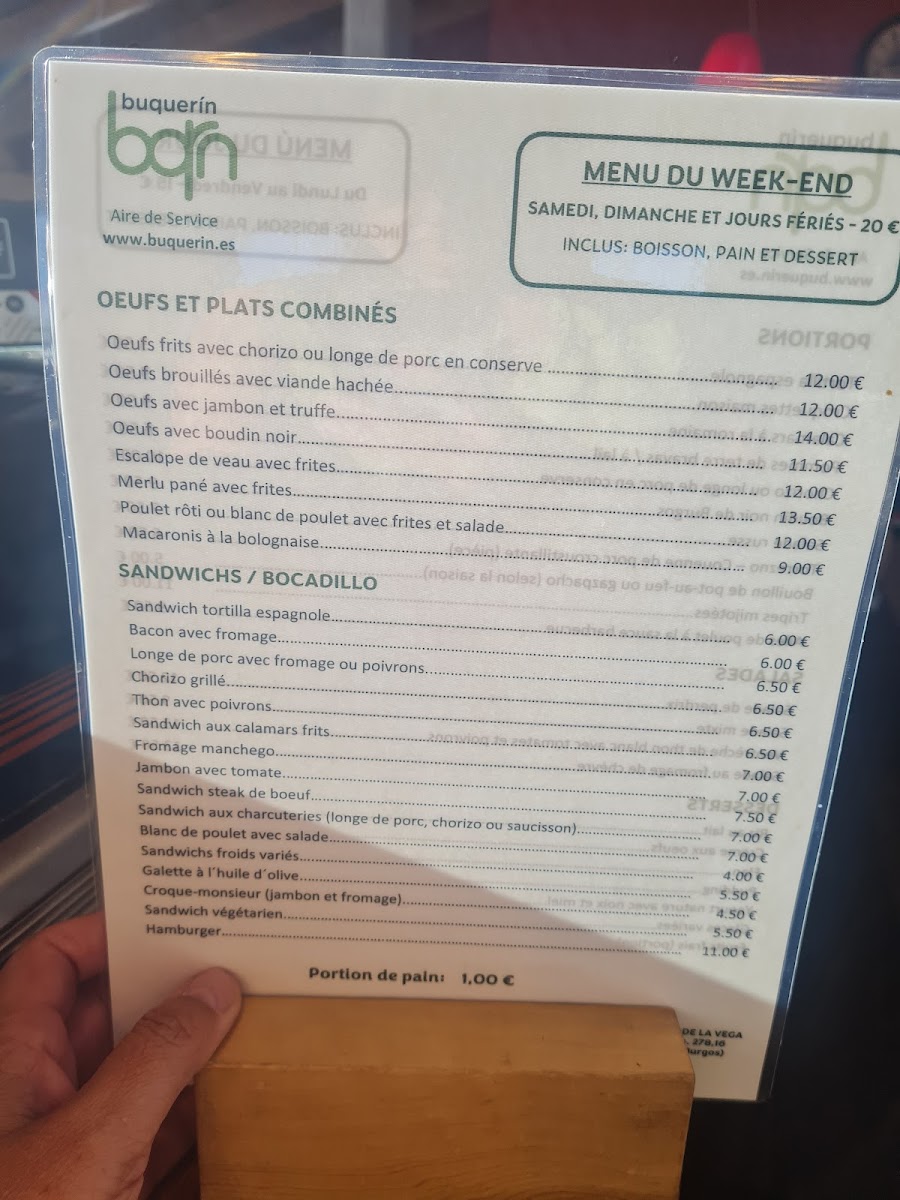 buquerín
barn
Aire de Service
www.buquerin.es
MENU DU WEEK-END
SAMEDI, DIMANCHE ET JOURS FÉRIÉS - 20 €
INCLUS: BOISSON, PAIN ET DESSERT
OEUFS ET PLATS COMBINÉS
Oeufs frits avec chorizo ou longe de porc en conserve 12.00 €
Oeufs brouillés avec viande hachée 12.00 €
Oeufs avec jambon et truffe 14.00 €
Oeufs avec boudin noir 11.50 €
Escalope de veau avec frites 12.00 €
Merlu pané avec frites 13.50 €
Poulet rôti ou blanc de poulet avec frites et salade 12.00 €
Macaronis à la bolognaise 9.00 €
SANDWICHS / BOCADILLO
Sandwich tortilla espagnole 6.00 €
Bacon avec fromage 6.00 €
Longe de porc avec fromage ou poivrons 6.50 €
Chorizo grillé 6.50 €
Thon avec poivrons 6.50 €
Sandwich aux calamars frits 6.50 €
Fromage manchego 7.00 €
Jambon avec tomate 7.00 €
Sandwich steak de boeuf 7.50 €
Sandwich aux charcuteries (longe de porc, chorizo ou saucisson) 7.00 €
Blanc de poulet avec salade 7.00 €
Sandwichs froids variés 4.00 €
Galette à l´huile d´olive 5.50 €
Croque-monsieur (jambon et fromage) 4.50 €
Sandwich végétarien 5.50 €
Hamburger 11.00 €
Portion de pain: 1,00 €
DE LA VEGA
278,16